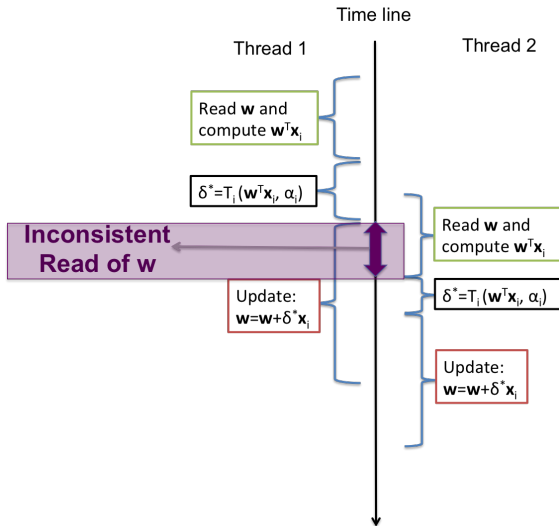 Time line
Thread 1
Thread 2
Read w and
compute wᵀxᵢ
δ*=Tᵢ(wᵀxᵢ, αᵢ)
Inconsistent
Read of w
Read w and
compute wᵀxᵢ
Update:
w=w+δ*xᵢ
δ*=Tᵢ(wᵀxᵢ, αᵢ)
Update:
w=w+δ*xᵢ